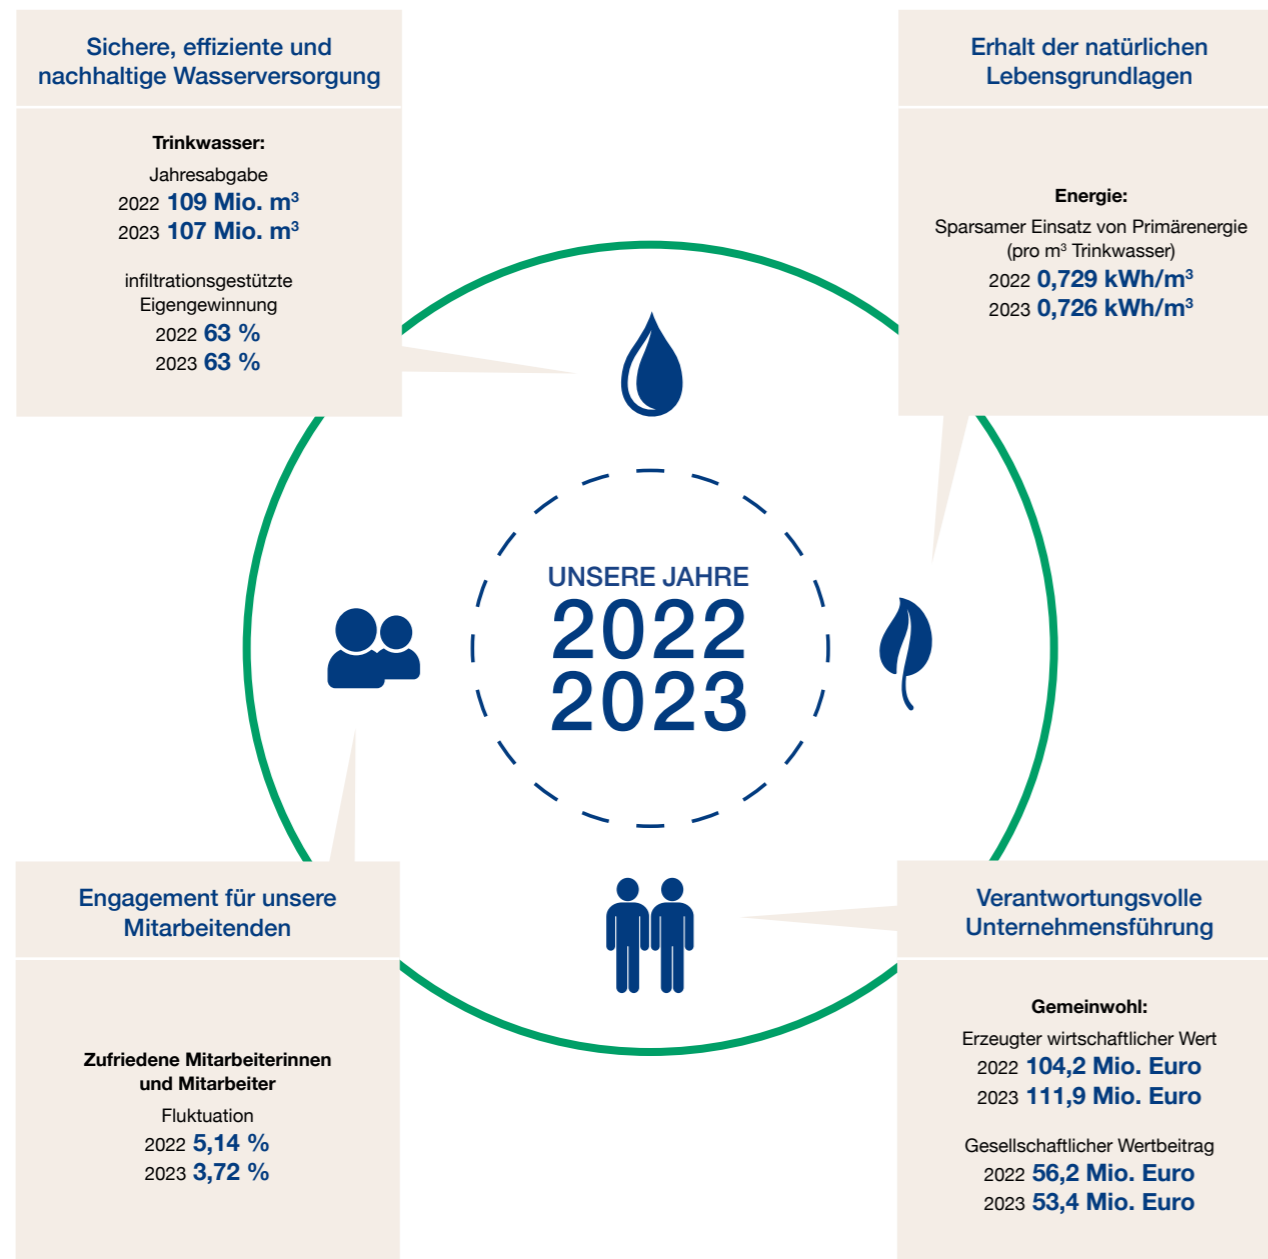 Sichere, effiziente und
nachhaltige Wasserversorgung
Trinkwasser:
Jahresabgabe
2022 109 Mio. m³
2023 107 Mio. m³
infiltrationsgestützte
Eigengewinnung
2022 63 %
2023 63 %
Erhalt der natürlichen
Lebensgrundlagen
Energie:
Sparsamer Einsatz von Primärenergie
(pro m³ Trinkwasser)
2022 0,729 kWh/m³
2023 0,726 kWh/m³
UNSERE JAHRE
2022
2023
Engagement für unsere
Mitarbeitenden
Zufriedene Mitarbeiterinnen
und Mitarbeiter
Fluktuation
2022 5,14 %
2023 3,72 %
Verantwortungsvolle
Unternehmensführung
Gemeinwohl:
Erzeugter wirtschaftlicher Wert
2022 104,2 Mio. Euro
2023 111,9 Mio. Euro
Gesellschaftlicher Wertbeitrag
2022 56,2 Mio. Euro
2023 53,4 Mio. Euro